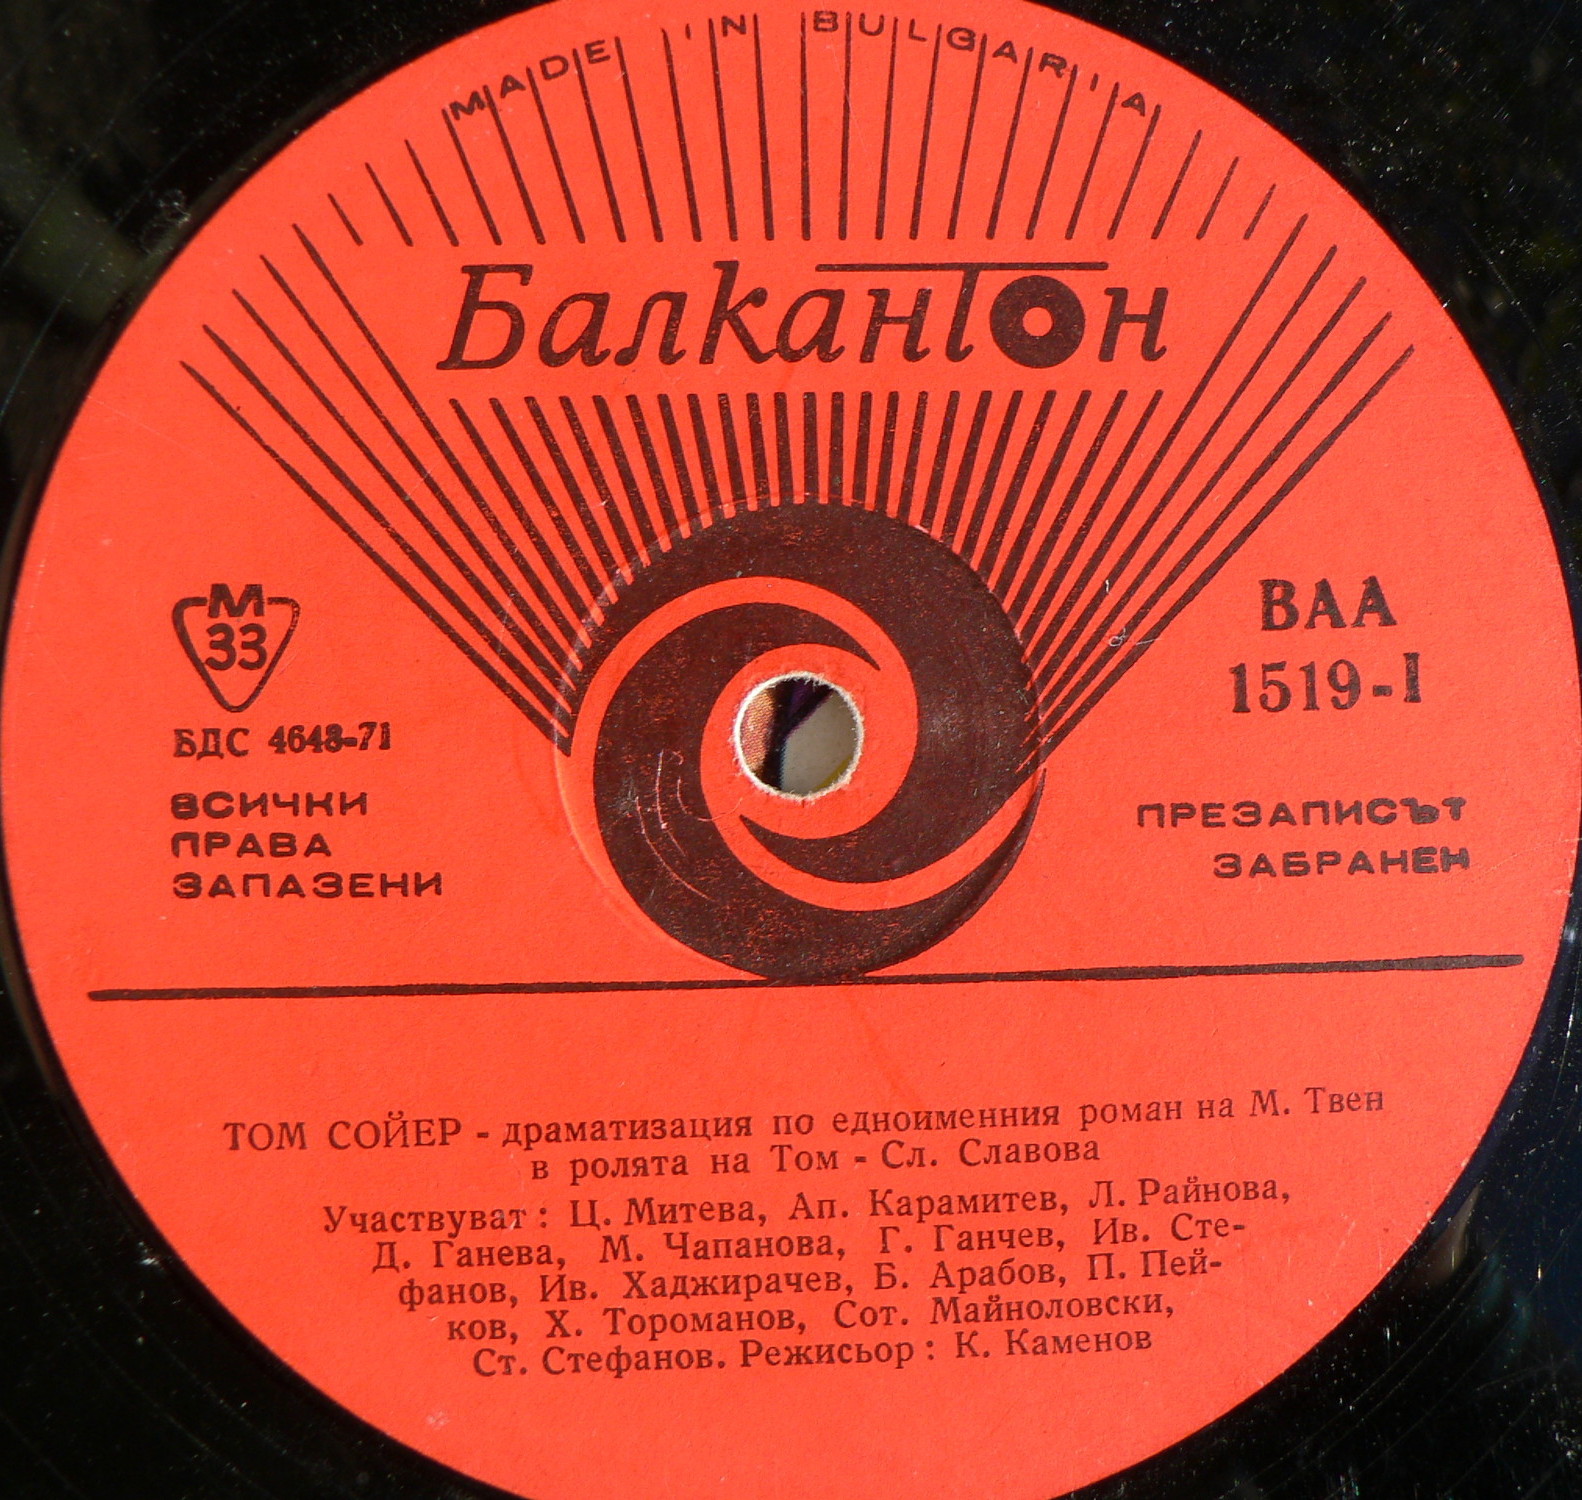 MADE IN BULGARIA
Балкантон
М
33
БДС 4648-71
ВСИЧКИ
ПРАВА
ЗАПАЗЕНИ
ВАА
1519-I
ПРЕЗАПИСЪТ
ЗАБРАНЕН
ТОМ СОЙЕР - драматизация по едноименния роман на М. Твен
в ролята на Том - Сл. Славова
Участвуват: Ц. Митева, Ап. Карамитев, Л. Райнова,
Д. Ганева, М. Чапанова, Г. Ганчев, Ив. Сте-
фанов, Ив. Хаджирачев, Б. Арабов, П. Пей-
ков, Х. Тороманов, Сот. Майноловски,
Ст. Стефанов. Режисьор: К. Каменов